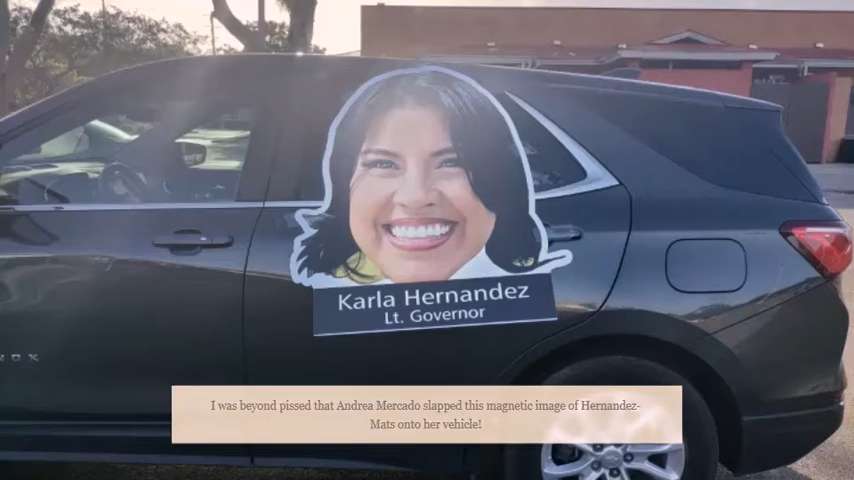 Karla Hernandez
Lt. Governor
NOX
I was beyond pissed that Andrea Mercado slapped this magnetic image of Hernandez-
Mats onto her vehicle!